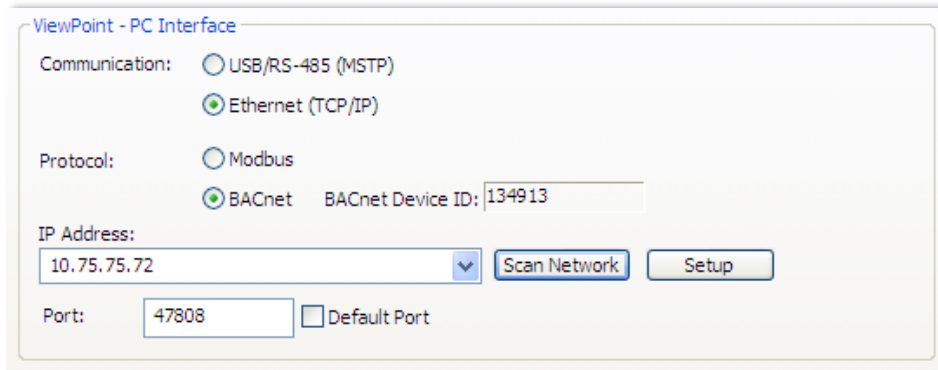 ViewPoint - PC Interface
Communication: USB/RS-485 (MSTP)
Ethernet (TCP/IP)
Protocol: Modbus
BACnet BACnet Device ID: 134913
IP Address:
10.75.75.72 Scan Network Setup
Port: 47808 Default Port